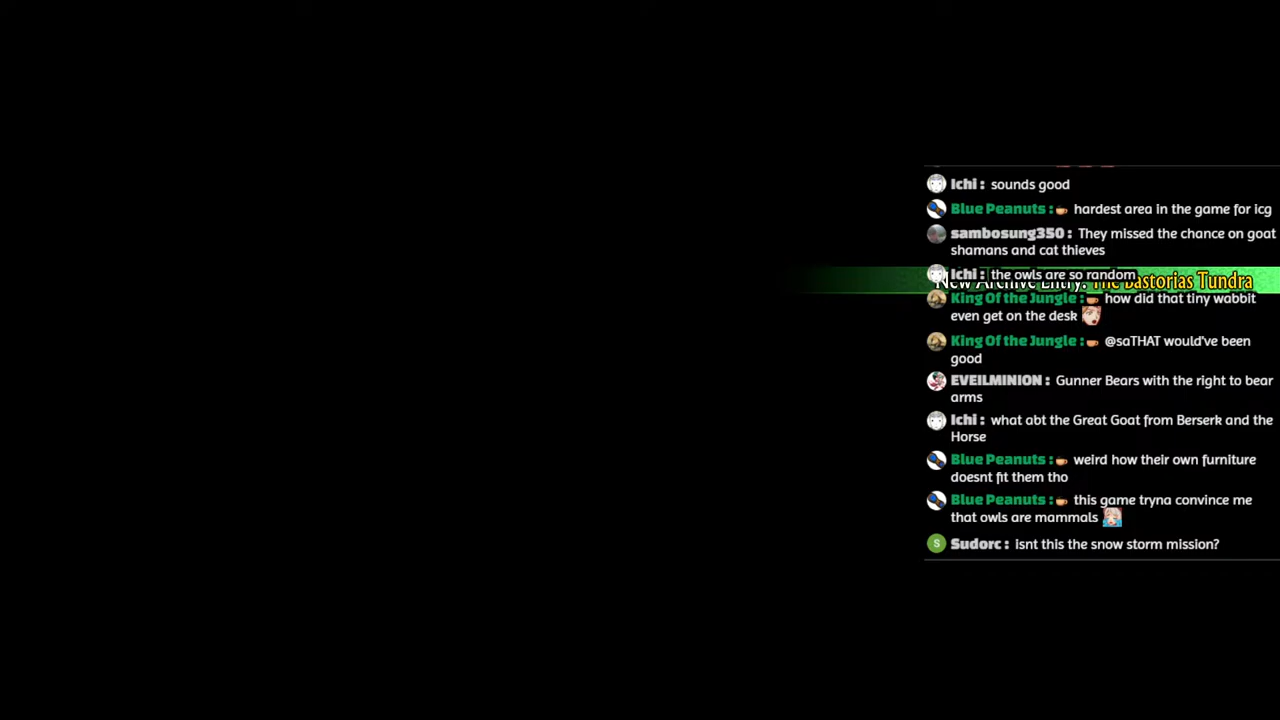 Ichi : sounds good
Blue Peanuts : hardest area in the game for icg
sambosung350 : They missed the chance on goat
shamans and cat thieves
Ichi : the owls are so random
New Archive Entry: The Bastorias Tundra
King Of the Jungle : how did that tiny wabbit
even get on the desk
King Of the Jungle : @saTHAT would've been
good
EVEILMINION : Gunner Bears with the right to bear
arms
Ichi : what abt the Great Goat from Berserk and the
Horse
Blue Peanuts : weird how their own furniture
doesnt fit them tho
Blue Peanuts : this game tryna convince me
that owls are mammals
S Sudorc : isnt this the snow storm mission?